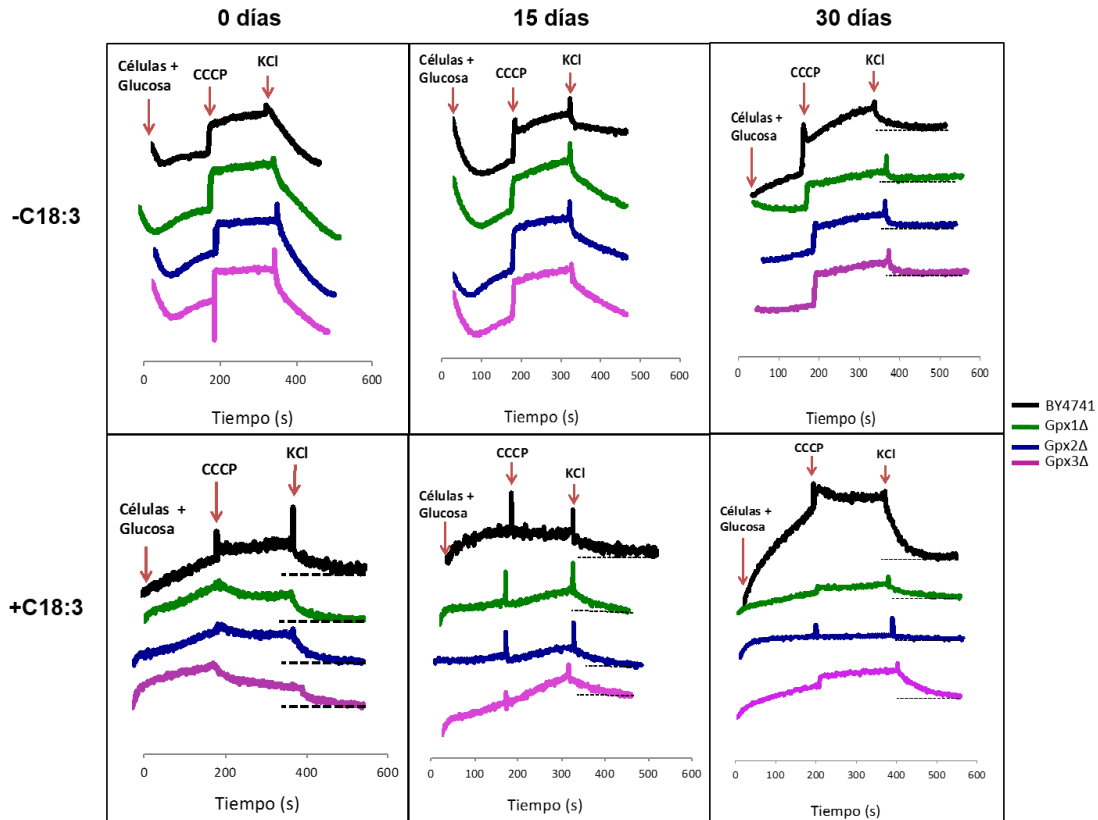 0 días
15 días
30 días
-C18:3
Células +
Glucosa
CCCP
KCl
0
200
400
600
Tiempo (s)
Células +
Glucosa
CCCP
KCl
0
100
200
300
400
500
600
Tiempo (s)
Células +
Glucosa
CCCP
KCl
0
100
200
300
400
500
600
Tiempo (s)
BY4741
Gpx1Δ
Gpx2Δ
Gpx3Δ
+C18:3
Células +
Glucosa
CCCP
KCl
0
200
400
600
Tiempo (s)
Células +
Glucosa
CCCP
KCl
0
100
200
300
400
500
600
Tiempo (s)
Células +
Glucosa
CCCP
KCl
0
200
400
600
Tiempo (s)